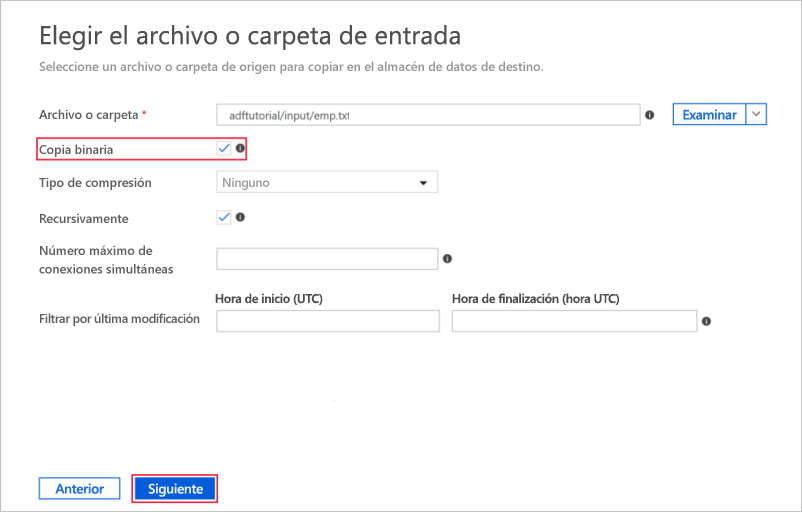 Elegir el archivo o carpeta de entrada
Seleccione un archivo o carpeta de origen para copiar en el almacén de datos de destino.
Archivo o carpeta * adftutorial/input/emp.txt Examinar
Copia binaria
Tipo de compresión Ninguno
Recursivamente
Número máximo de
conexiones simultáneas
Hora de inicio (UTC) Hora de finalización (hora UTC)
Filtrar por última modificación
Anterior Siguiente